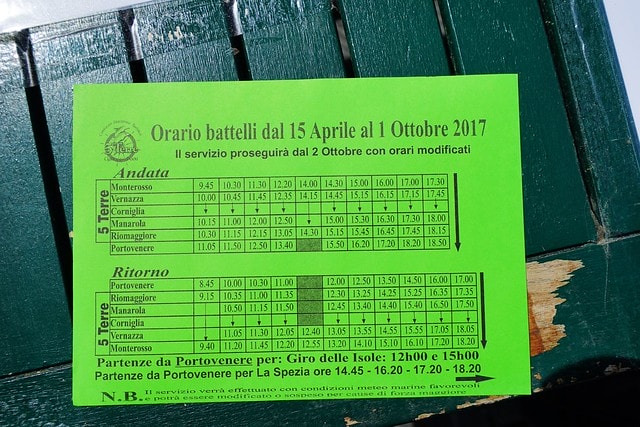 Orario battelli dal 15 Aprile al 1 Ottobre 2017
Il servizio proseguirà dal 2 Ottobre con orari modificati
Andata
5 Terre
Monterosso 9.45 10.30 11.30 12.20 14.00 14.30 15.00 16.00 17.00 17.30
Vernazza 10.00 10.45 11.45 12.35 14.15 14.45 15.15 16.15 17.15 17.45
Corniglia ↓ ↓ ↓ ↓ ↓ ↓ ↓ ↓ ↓
Manarola 10.15 11.00 12.00 12.50 ↓ 15.00 15.30 16.30 17.30 18.00
Riomaggiore 10.30 11.15 12.15 13.05 14.30 15.15 15.45 16.45 17.45 18.15
Portovenere 11.05 11.50 12.50 13.40 15.50 16.20 17.20 18.20 18.50
Ritorno
5 Terre
Portovenere 8.45 10.00 10.30 11.00 12.00 12.50 13.50 14.50 16.00 17.00
Riomaggiore 9.15 10.35 11.00 11.35 12.30 13.25 14.25 15.25 16.35 17.35
Manarola 10.50 11.15 11.50 12.45 13.40 14.40 15.40 16.50 17.50
Corniglia ↓ ↓ ↓ ↓ ↓ ↓ ↓ ↓ ↓
Vernazza ↓ 11.05 11.30 12.05 12.40 13.05 13.55 14.55 15.55 17.05 18.05
Monterosso 9.40 11.20 11.45 12.20 12.55 13.20 14.10 15.10 16.10 17.20 18.20
Partenze da Portovenere per: Giro delle Isole: 12h00 e 15h00
Partenze da Portovenere per La Spezia ore 14.45 - 16.20 - 17.20 - 18.20
N.B. Il servizio verrà effettuato con condizioni meteo marine favorevoli
e potrà essere modificato o sospeso per cause di forza maggiore